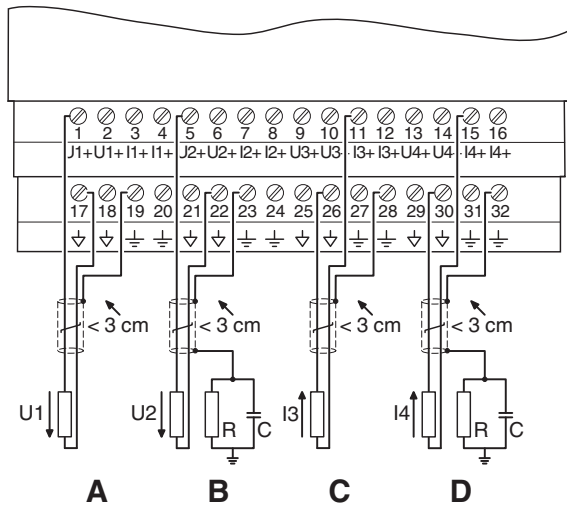 1 2 3 4 5 6 7 8 9 10 11 12 13 14 15 16
J1+ U1+ I1+ I1+ J2+ U2+ I2+ I2+ U3+ U3 I3+ I3+ U4+ U4 I4+ I4+
17 18 19 20 21 22 23 24 25 26 27 28 29 30 31 32
< 3 cm < 3 cm < 3 cm < 3 cm
U1 U2 R C I3 I4 R C
A B C D